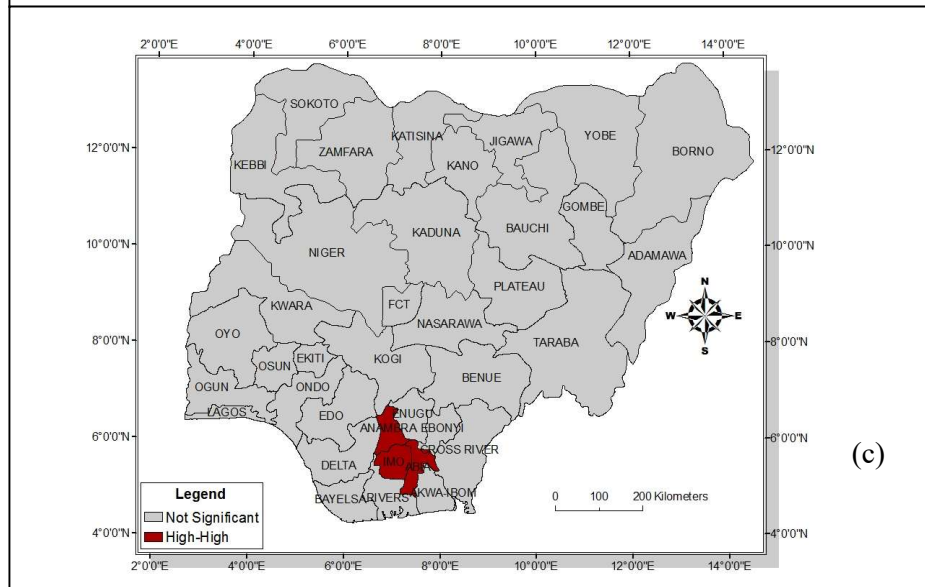 2°0'0"E 4°0'0"E 6°0'0"E 8°0'0"E 10°0'0"E 12°0'0"E 14°0'0"E
SOKOTO
KATISINA
JIGAWA
YOBE
12°0'0"N
ZAMFARA
BORNO
12°0'0"N
KEBBI
KANO
GOMBE
BAUCHI
KADUNA
10°0'0"N
NIGER
ADAMAWA
10°0'0"N
PLATEAU
N
KWARA
FCT
W E
NASARAWA
S
OYO
TARABA
8°0'0"N
8°0'0"N
EKITI
KOGI
OSUN
BENUE
OGUN
ONDO
LAGOS
EDO
ENUGU
ANAMBRA EBONYI
6°0'0"N
6°0'0"N
CROSS RIVER
(c)
IMO
ABIA
DELTA
Legend
BAYELSA
RIVERS
AKWA-IBOM
0 100 200 Kilometers
Not Significant
High-High
4°0'0"N
4°0'0"N
2°0'0"E 4°0'0"E 6°0'0"E 8°0'0"E 10°0'0"E 12°0'0"E 14°0'0"E